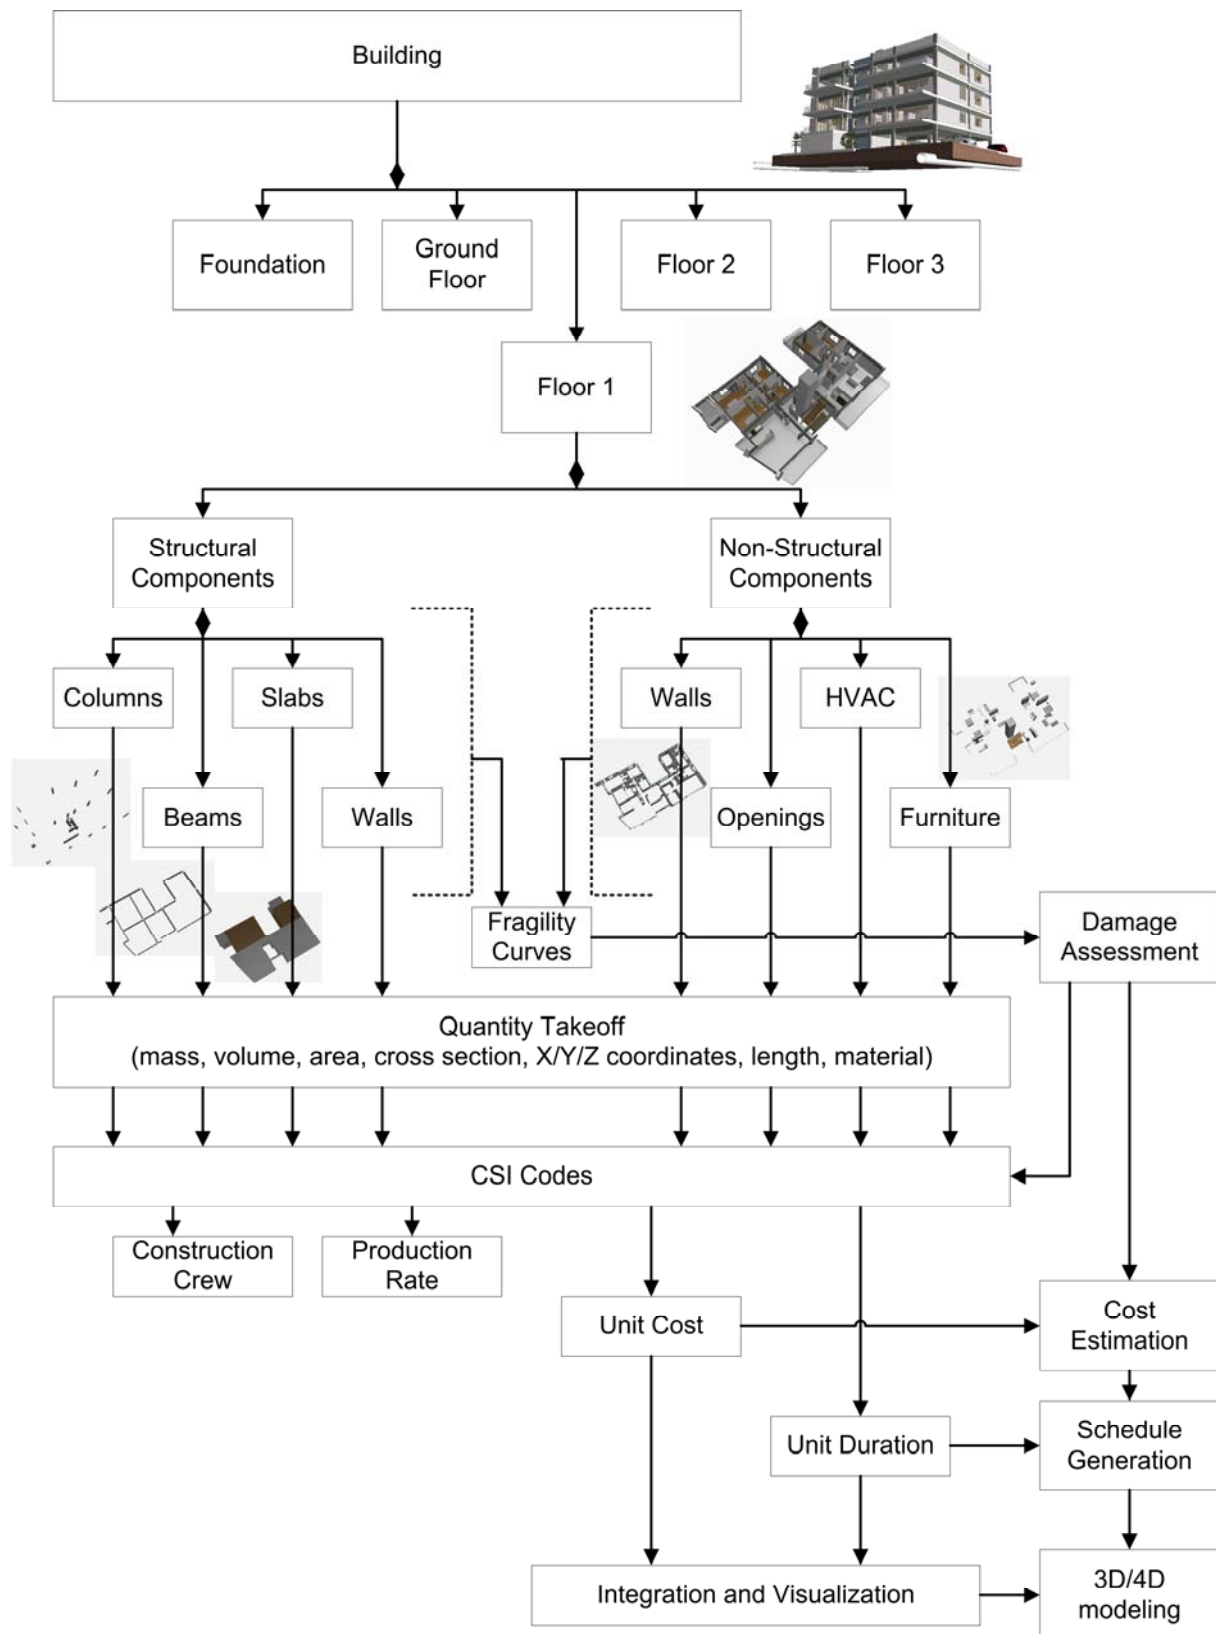 Building
Foundation
Ground
Floor
Floor 2
Floor 3
Floor 1
Structural
Components
Non-Structural
Components
Columns
Slabs
Walls
HVAC
Beams
Walls
Openings
Furniture
Fragility
Curves
Damage
Assessment
Quantity Takeoff
(mass, volume, area, cross section, X/Y/Z coordinates, length, material)
CSI Codes
Construction
Crew
Production
Rate
Unit Cost
Cost
Estimation
Unit Duration
Schedule
Generation
Integration and Visualization
3D/4D
modeling